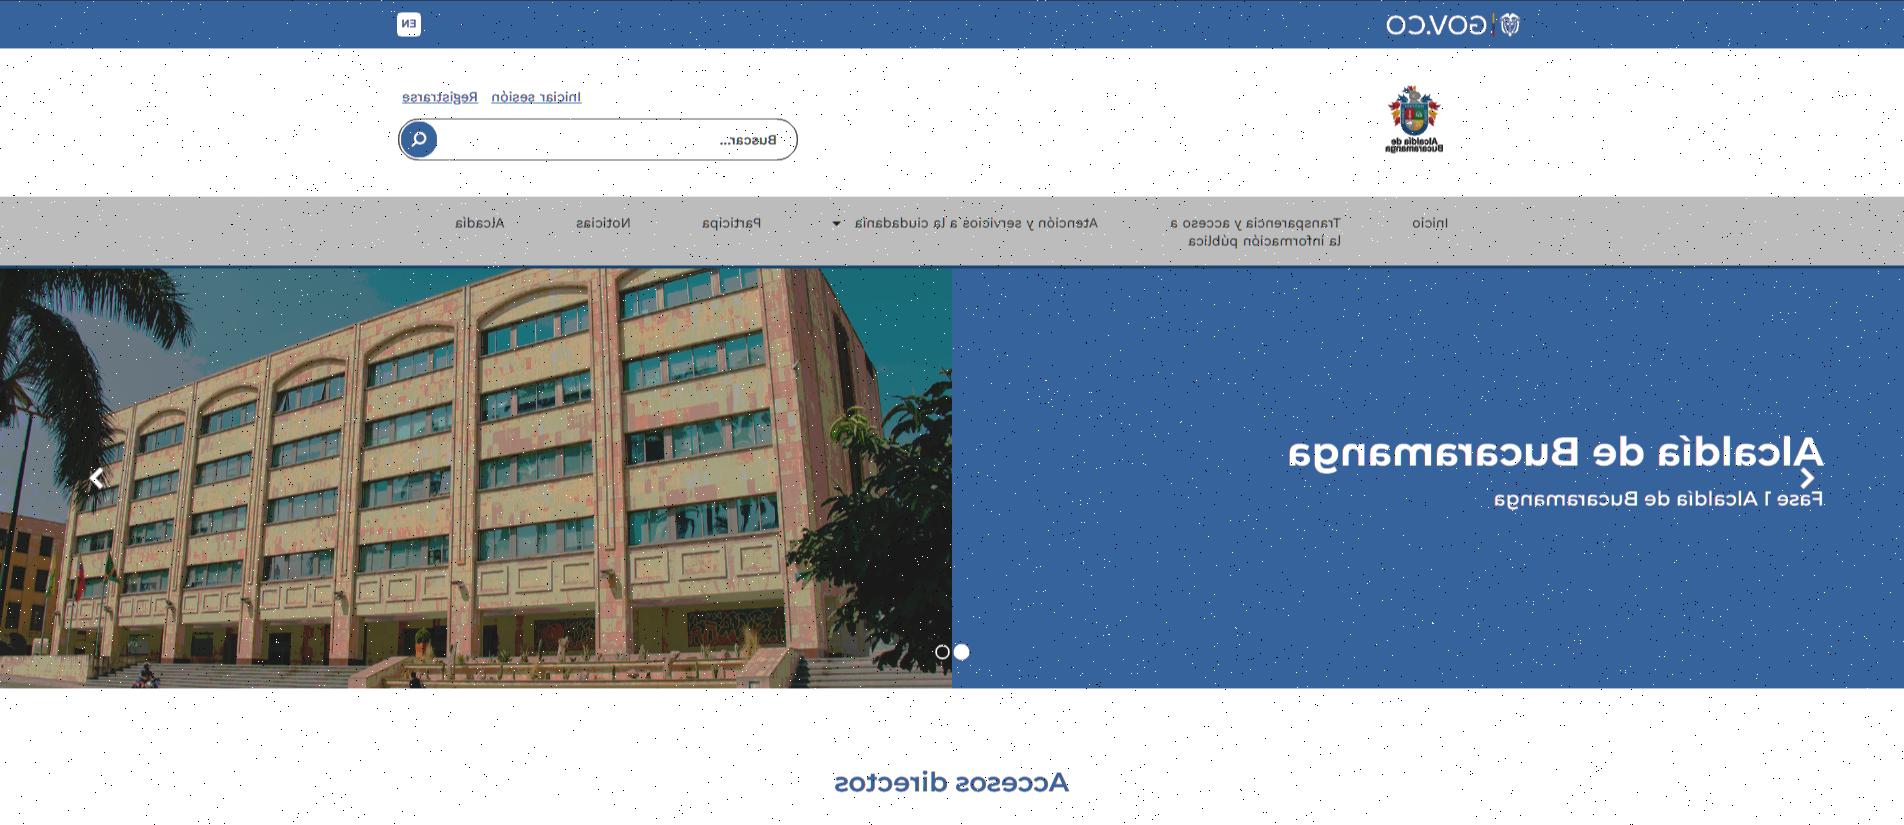 GOV.CO
EN
Iniciar sesión Registrarse
Alcaldía de
Bucaramanga
Buscar...
Inicio
Transparencia y acceso a
la información pública
Atención y servicios a la ciudadanía
Participa
Noticias
Alcadía
Alcaldía de Bucaramanga
Fase 1 Alcaldía de Bucaramanga
Accesos directos